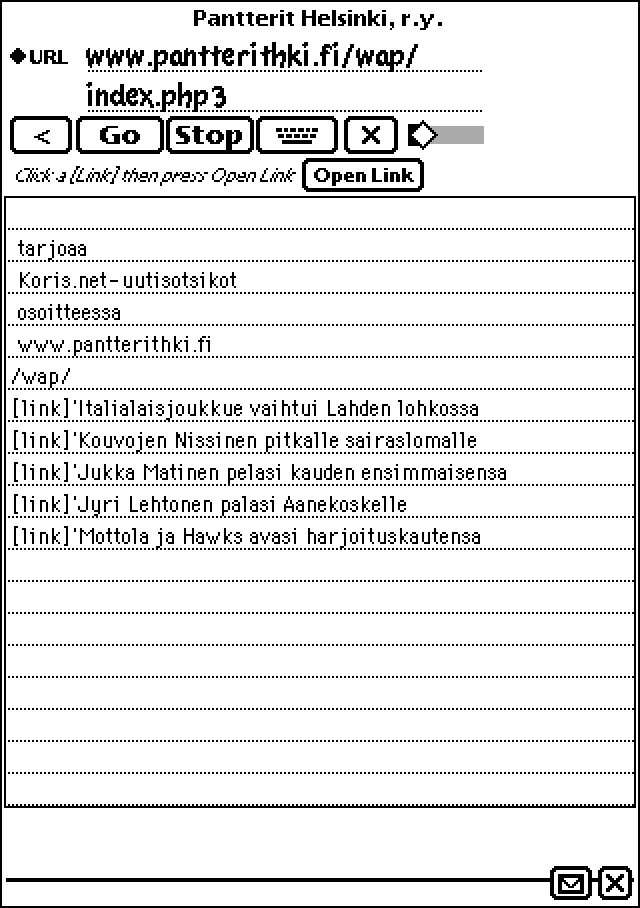 Pantterit Helsinki, r.y.
◆URL www.pantterithki.fi/wap/
index.php3
< Go Stop X
Click a [Link] then press Open Link Open Link
tarjoaa
Koris.net-uutisotsikot
osoitteessa
www.pantterithki.fi
/wap/
[link]'Italialaisjoukkue vaihtui Lahden lohkossa
[link]'Kouvojen Nissinen pitkalle sairaslomalle
[link]'Jukka Matinen pelasi kauden ensimmaisensa
[link]'Jyri Lehtonen palasi Aanekoskelle
[link]'Mottola ja Hawks avasi harjoituskautensa